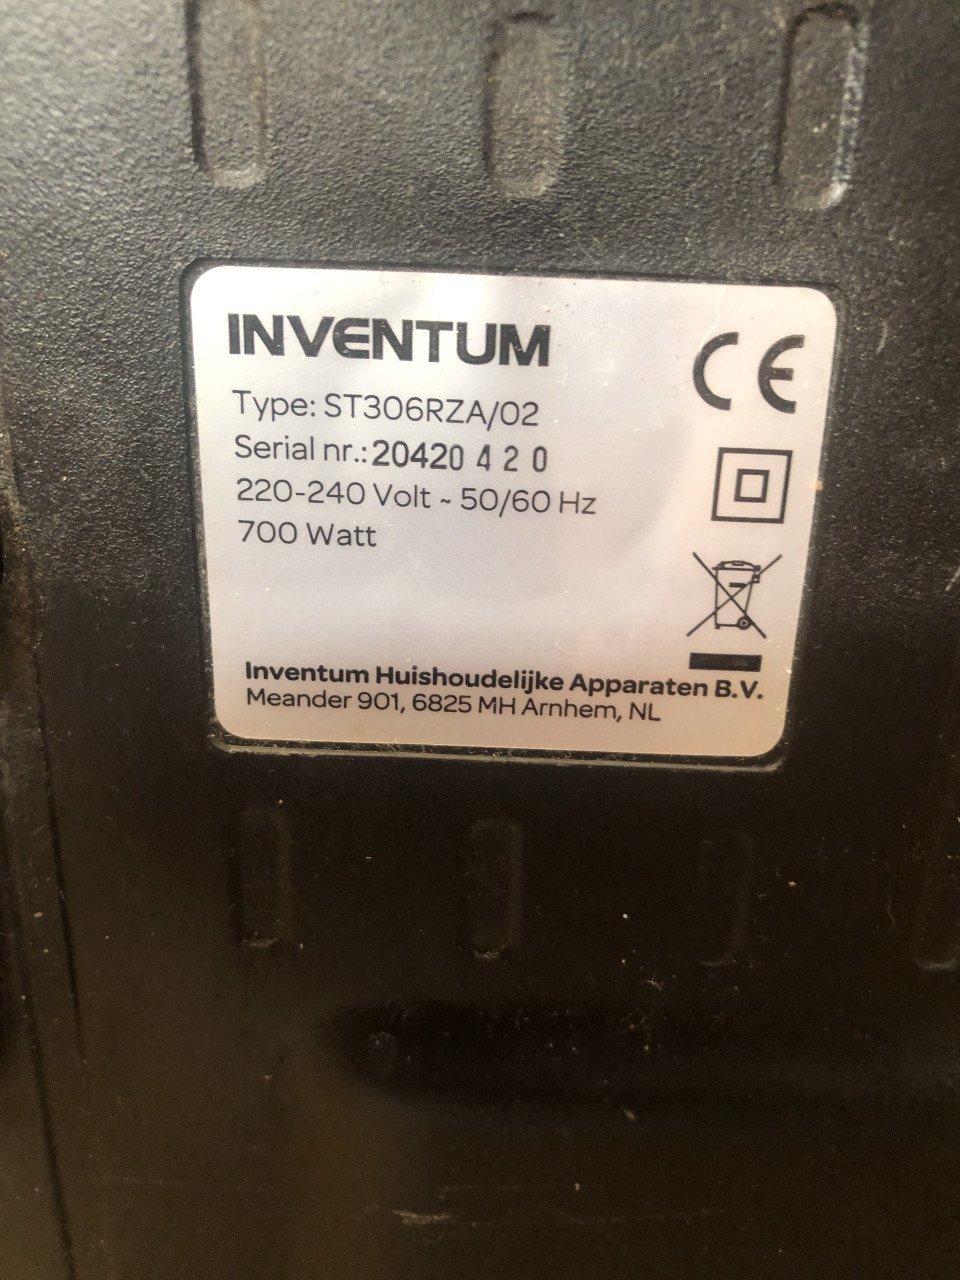 INVENTUM
CE
Type: ST306RZA/02
Serial nr.: 20420 4 2 0
220-240 Volt ~ 50/60 Hz
700 Watt
Inventum Huishoudelijke Apparaten B.V.
Meander 901, 6825 MH Arnhem, NL